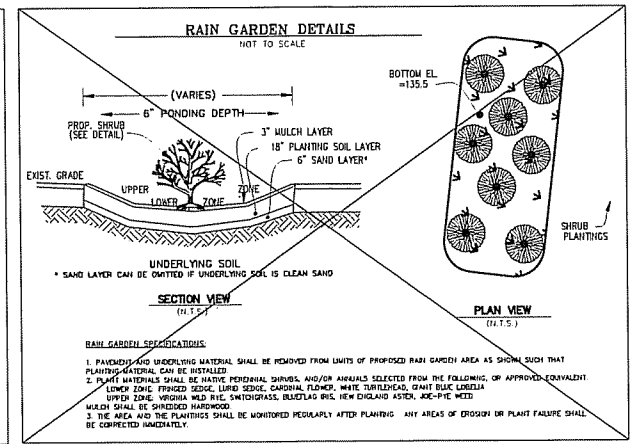 RAIN GARDEN DETAILS
NOT TO SCALE
(VARIES)
6" PONDING DEPTH
PROP. SHRUB
(SEE DETAIL)
3" MULCH LAYER
18" PLANTING SOIL LAYER
6" SAND LAYER*
EXIST. GRADE
UPPER ZONE
LOWER ZONE
UNDERLYING SOIL
* SAND LAYER CAN BE OMITTED IF UNDERLYING SOIL IS CLEAN SAND
SECTION VIEW
(N.T.S.)
BOTTOM EL.
=135.5
SHRUB
PLANTINGS
PLAN VIEW
(N.T.S.)
RAIN GARDEN SPECIFICATIONS:
1. PAVEMENT AND UNDERLYING MATERIAL SHALL BE REMOVED FROM LIMITS OF PROPOSED RAIN GARDEN AREA AS SHOWN SUCH THAT
PLANTING MATERIAL CAN BE INSTALLED.
2. PLANT MATERIALS SHALL BE NATIVE PERENNIAL SHRUBS, AND/OR ANNUALS SELECTED FROM THE FOLLOWING, OR APPROVED EQUIVALENT
LOWER ZONE: FRINGED SEDGE, LURID SEDGE, CARDINAL FLOWER, WHITE TURTLEHEAD, GIANT BLUE LOBELIA
UPPER ZONE: VIRGINIA WILD RYE, SWITCHGRASS, BLUEFLAG IRIS, NEW ENGLAND ASTER, JOE-PYE WEED
MULCH SHALL BE SHREDDED HARDWOOD.
3. THE AREA AND THE PLANTINGS SHALL BE MONITORED REGULARLY AFTER PLANTING ANY AREAS OF EROSION OR PLANT FAILURE SHALL
BE CORRECTED IMMEDIATELY.